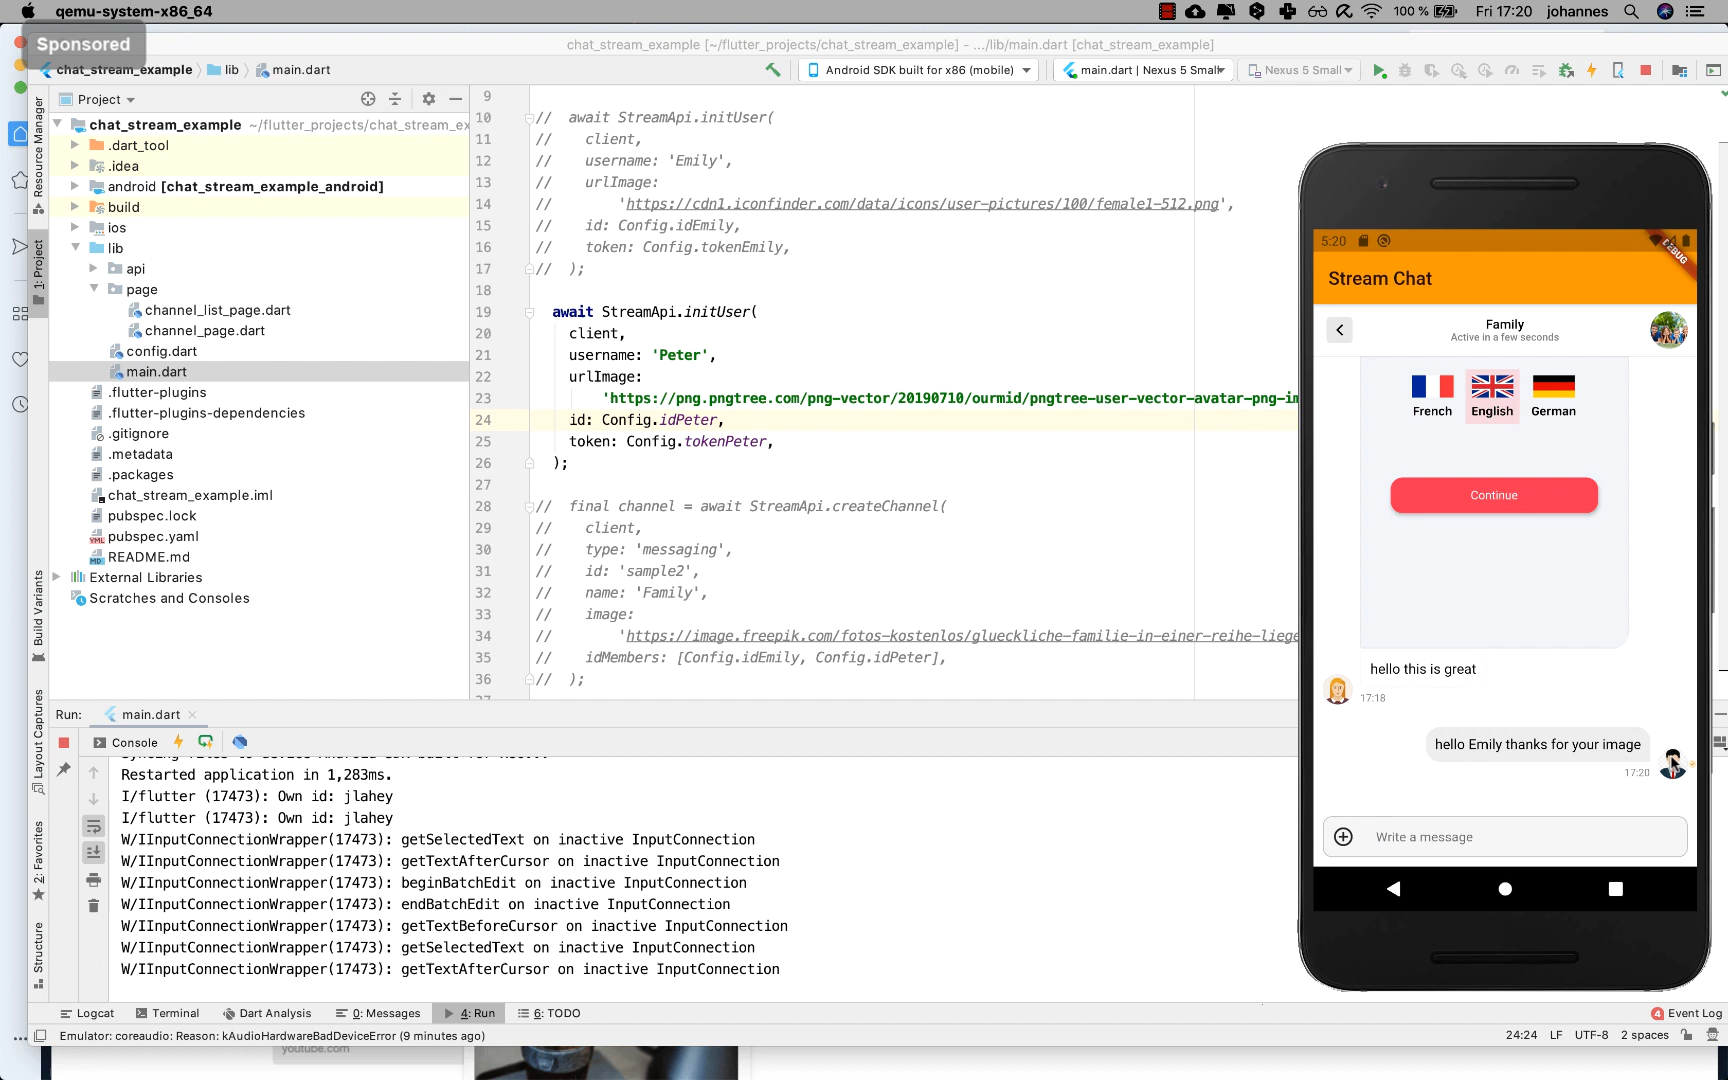 qemu-system-x86_64
100 %
Fri 17:20
johannes
Sponsored
chat_stream_example [~/flutter_projects/chat_stream_example] - .../lib/main.dart [chat_stream_example]
chat_stream_example
lib
main.dart
Android SDK built for x86 (mobile)
main.dart | Nexus 5 Small
Nexus 5 Small
Resource Manager
1: Project
Build Variants
Layout Captures
2: Favorites
Structure
Project
chat_stream_example ~/flutter_projects/chat_stream_ex
.dart_tool
.idea
android [chat_stream_example_android]
build
ios
lib
api
page
channel_list_page.dart
channel_page.dart
config.dart
main.dart
.flutter-plugins
.flutter-plugins-dependencies
.gitignore
.metadata
.packages
chat_stream_example.iml
pubspec.lock
pubspec.yaml
README.md
External Libraries
Scratches and Consoles
9
10 // await StreamApi.initUser(
11 // client,
12 // username: 'Emily',
13 // urlImage:
14 // 'https://cdn1.iconfinder.com/data/icons/user-pictures/100/female1-512.png',
15 // id: Config.idEmily,
16 // token: Config.tokenEmily,
17 // );
18
19 await StreamApi.initUser(
20 client,
21 username: 'Peter',
22 urlImage:
23 'https://png.pngtree.com/png-vector/20190710/ourmid/pngtree-user-vector-avatar-png-im
24 id: Config.idPeter,
25 token: Config.tokenPeter,
26 );
27
28 // final channel = await StreamApi.createChannel(
29 // client,
30 // type: 'messaging',
31 // id: 'sample2',
32 // name: 'Family',
33 // image:
34 // 'https://image.freepik.com/fotos-kostenlos/glueckliche-familie-in-einer-reihe-liege
35 // idMembers: [Config.idEmily, Config.idPeter],
36 // );
5:20
DEBUG
Stream Chat
Family
Active in a few seconds
French
English
German
Continue
hello this is great
17:18
hello Emily thanks for your image
17:20
Write a message
Run:
main.dart
Console
Restarted application in 1,283ms.
I/flutter (17473): Own id: jlahey
I/flutter (17473): Own id: jlahey
W/IInputConnectionWrapper(17473): getSelectedText on inactive InputConnection
W/IInputConnectionWrapper(17473): getTextAfterCursor on inactive InputConnection
W/IInputConnectionWrapper(17473): beginBatchEdit on inactive InputConnection
W/IInputConnectionWrapper(17473): endBatchEdit on inactive InputConnection
W/IInputConnectionWrapper(17473): getTextBeforeCursor on inactive InputConnection
W/IInputConnectionWrapper(17473): getSelectedText on inactive InputConnection
W/IInputConnectionWrapper(17473): getTextAfterCursor on inactive InputConnection
Logcat
Terminal
Dart Analysis
0: Messages
4: Run
6: TODO
4 Event Log
Emulator: coreaudio: Reason: kAudioHardwareBadDeviceError (9 minutes ago)
24:24
LF
UTF-8
2 spaces
youtube.com